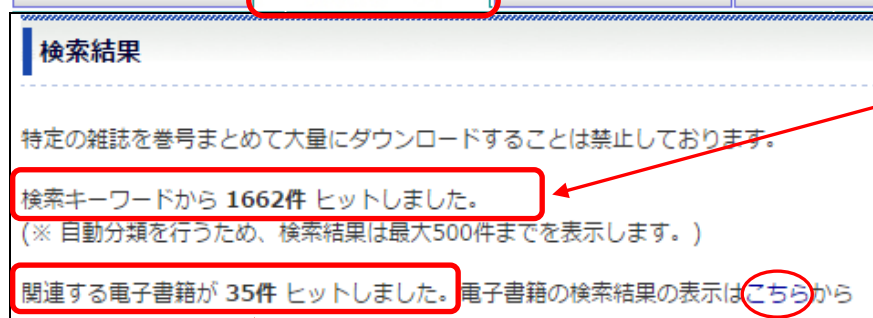 検索結果
特定の雑誌を巻号まとめて大量にダウンロードすることは禁止しております。
検索キーワードから 1662件 ヒットしました。
(※ 自動分類を行うため、検索結果は最大500件までを表示します。)
関連する電子書籍が 35件 ヒットしました。電子書籍の検索結果の表示はこちらから